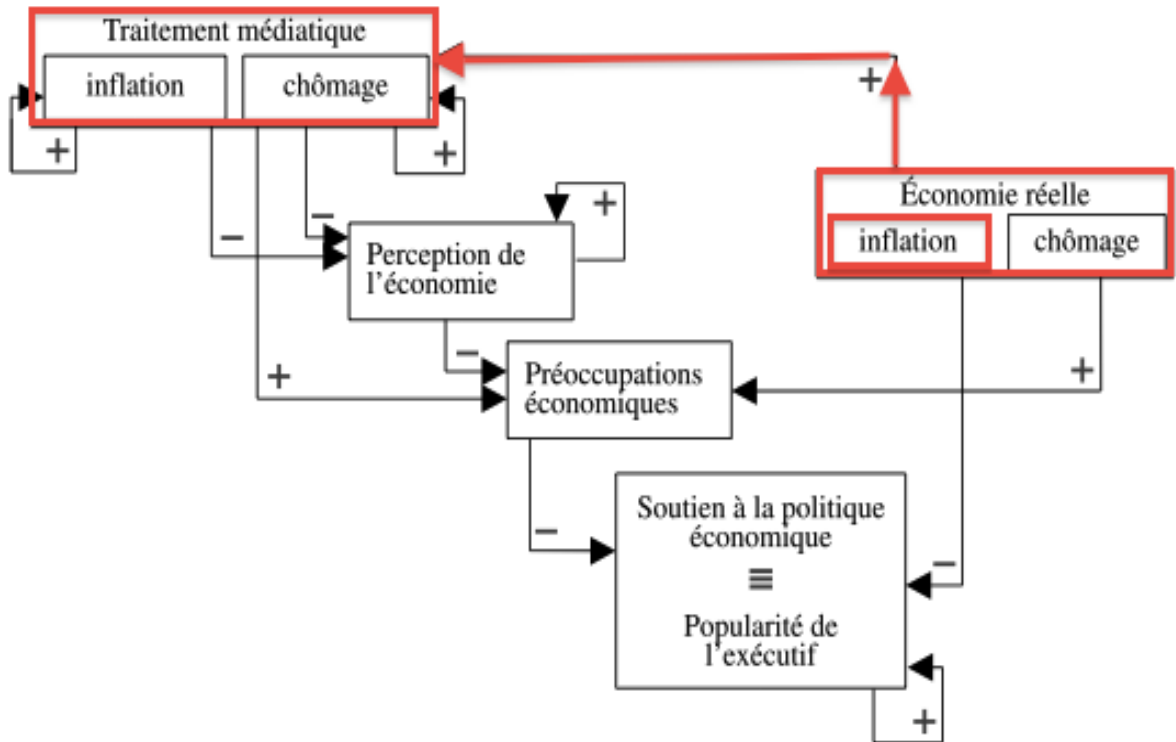 Traitement médiatique
inflation
chômage
+
+
+
Économie réelle
inflation
chômage
−
−
+
Perception de
l’économie
−
+
+
Préoccupations
économiques
−
−
Soutien à la politique
économique
≣
Popularité de
l’exécutif
+